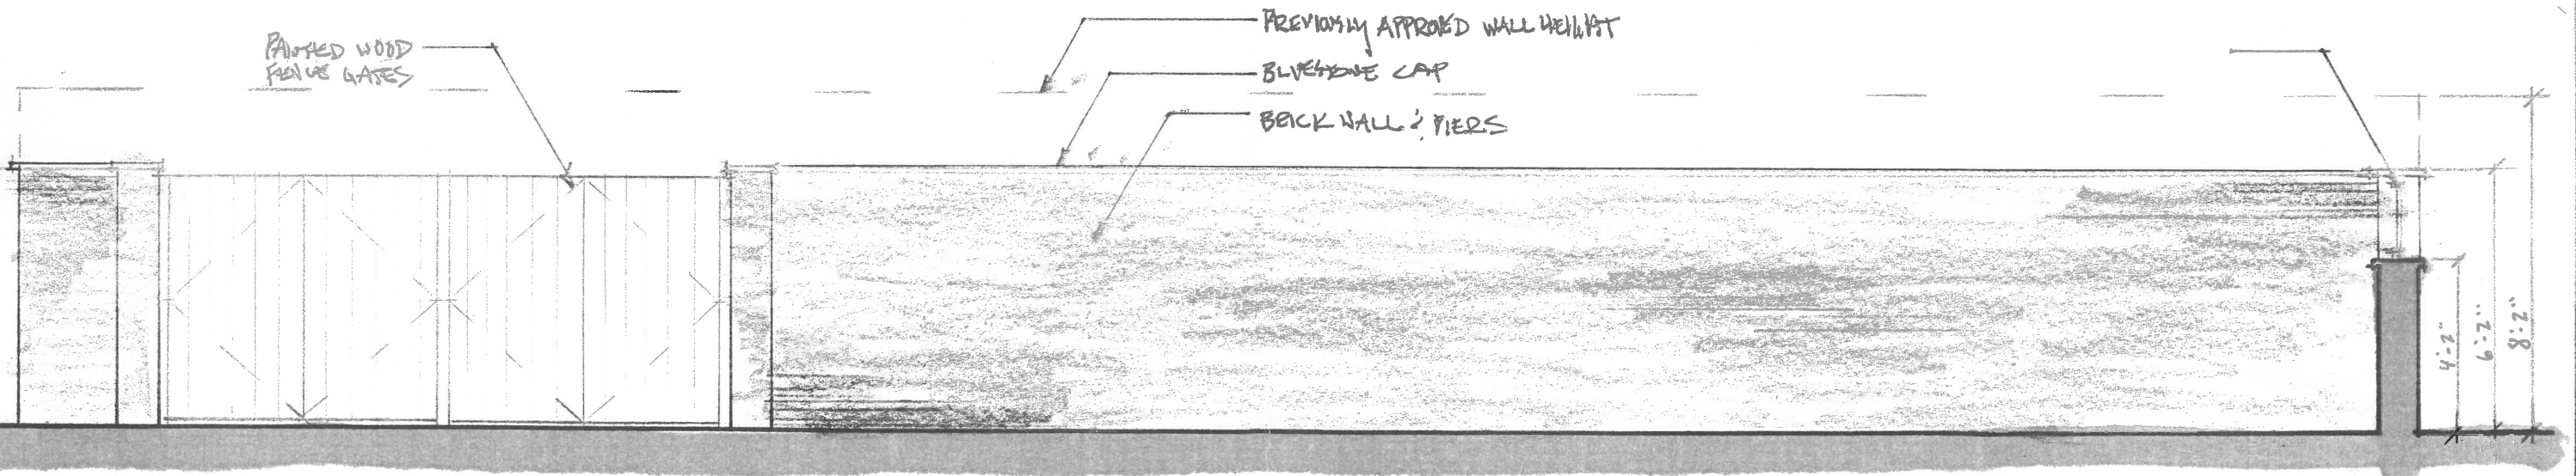 PAINTED WOOD
FENCE GATES
PREVIOUSLY APPROVED WALL HEIGHT
BLUESTONE CAP
BRICK WALL & PIERS
4'-2"
6'-2"
8'-2"